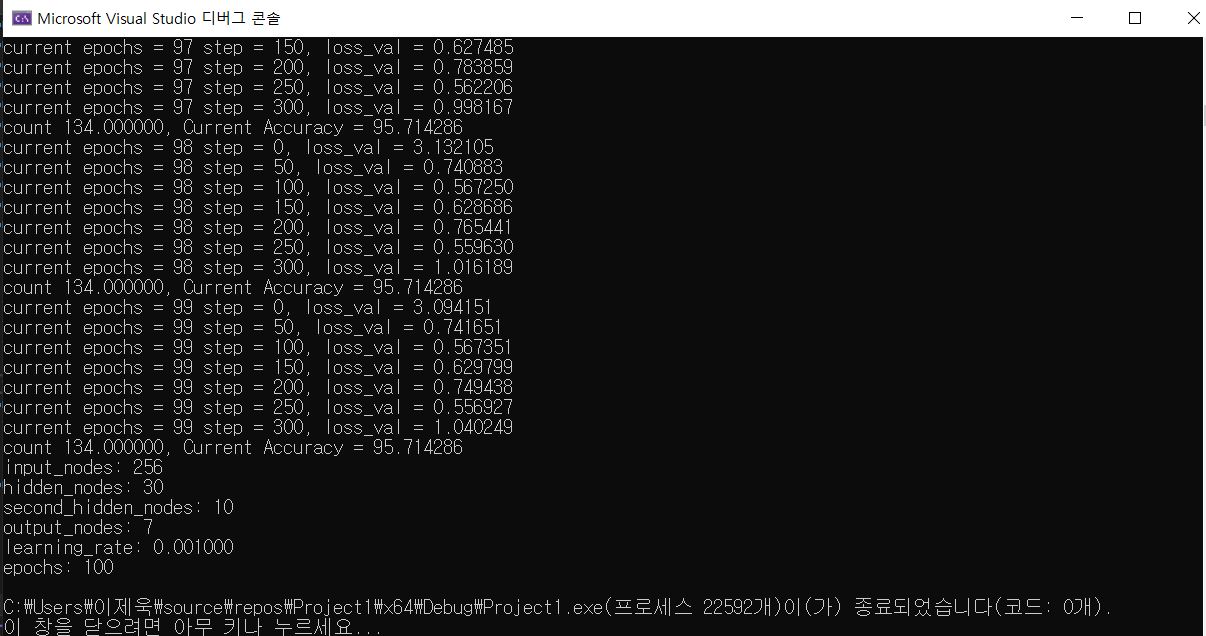 Microsoft Visual Studio 디버그 콘솔
current epochs = 97 step = 150, loss_val = 0.627485
current epochs = 97 step = 200, loss_val = 0.783859
current epochs = 97 step = 250, loss_val = 0.562206
current epochs = 97 step = 300, loss_val = 0.998167
count 134.000000, Current Accuracy = 95.714286
current epochs = 98 step = 0, loss_val = 3.132105
current epochs = 98 step = 50, loss_val = 0.740883
current epochs = 98 step = 100, loss_val = 0.567250
current epochs = 98 step = 150, loss_val = 0.628686
current epochs = 98 step = 200, loss_val = 0.765441
current epochs = 98 step = 250, loss_val = 0.559630
current epochs = 98 step = 300, loss_val = 1.016189
count 134.000000, Current Accuracy = 95.714286
current epochs = 99 step = 0, loss_val = 3.094151
current epochs = 99 step = 50, loss_val = 0.741651
current epochs = 99 step = 100, loss_val = 0.567351
current epochs = 99 step = 150, loss_val = 0.629799
current epochs = 99 step = 200, loss_val = 0.749438
current epochs = 99 step = 250, loss_val = 0.556927
current epochs = 99 step = 300, loss_val = 1.040249
count 134.000000, Current Accuracy = 95.714286
input_nodes: 256
hidden_nodes: 30
second_hidden_nodes: 10
output_nodes: 7
learning_rate: 0.001000
epochs: 100
C:₩Users₩이제욱₩source₩repos₩Project1₩x64₩Debug₩Project1.exe(프로세스 22592개)이(가) 종료되었습니다(코드: 0개).
이 창을 닫으려면 아무 키나 누르세요...